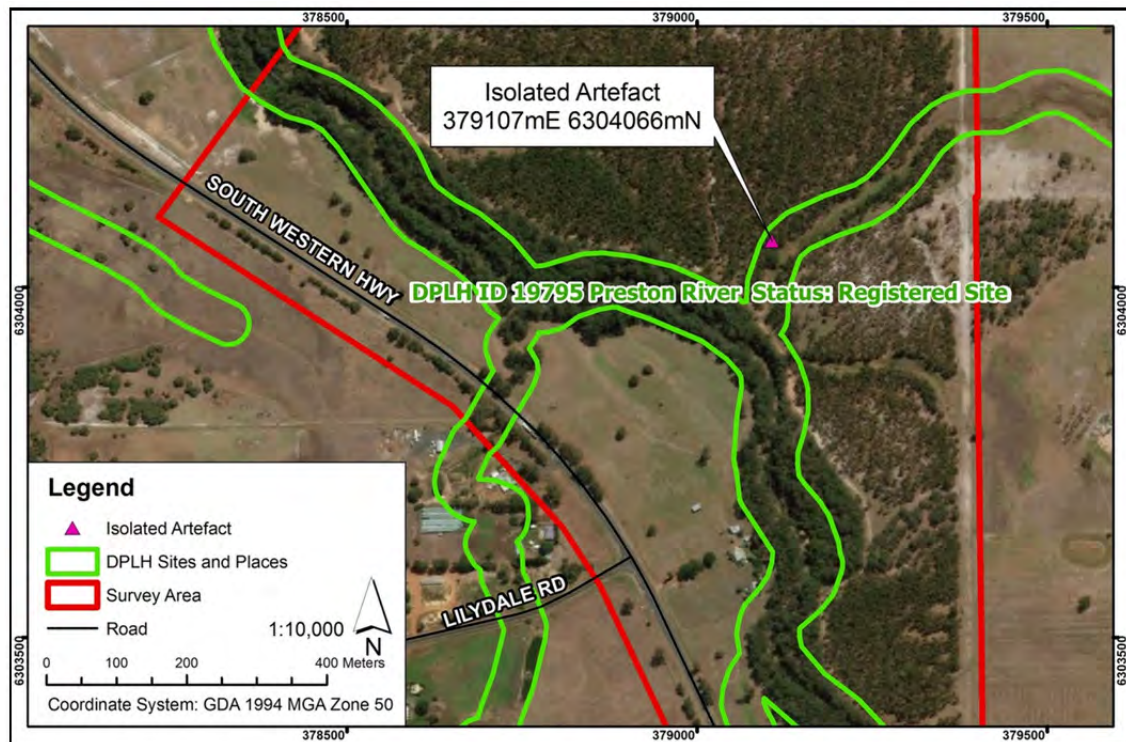 378500
379000
379500
Isolated Artefact
379107mE 6304066mN
SOUTH WESTERN HWY
DPLH ID 19795 Preston River. Status: Registered Site
6304000
6304000
LILYDALE RD
6303500
6303500
Legend
Isolated Artefact
DPLH Sites and Places
Survey Area
Road
1:10,000
N
0 100 200 400 Meters
Coordinate System: GDA 1994 MGA Zone 50
378500
379000
379500